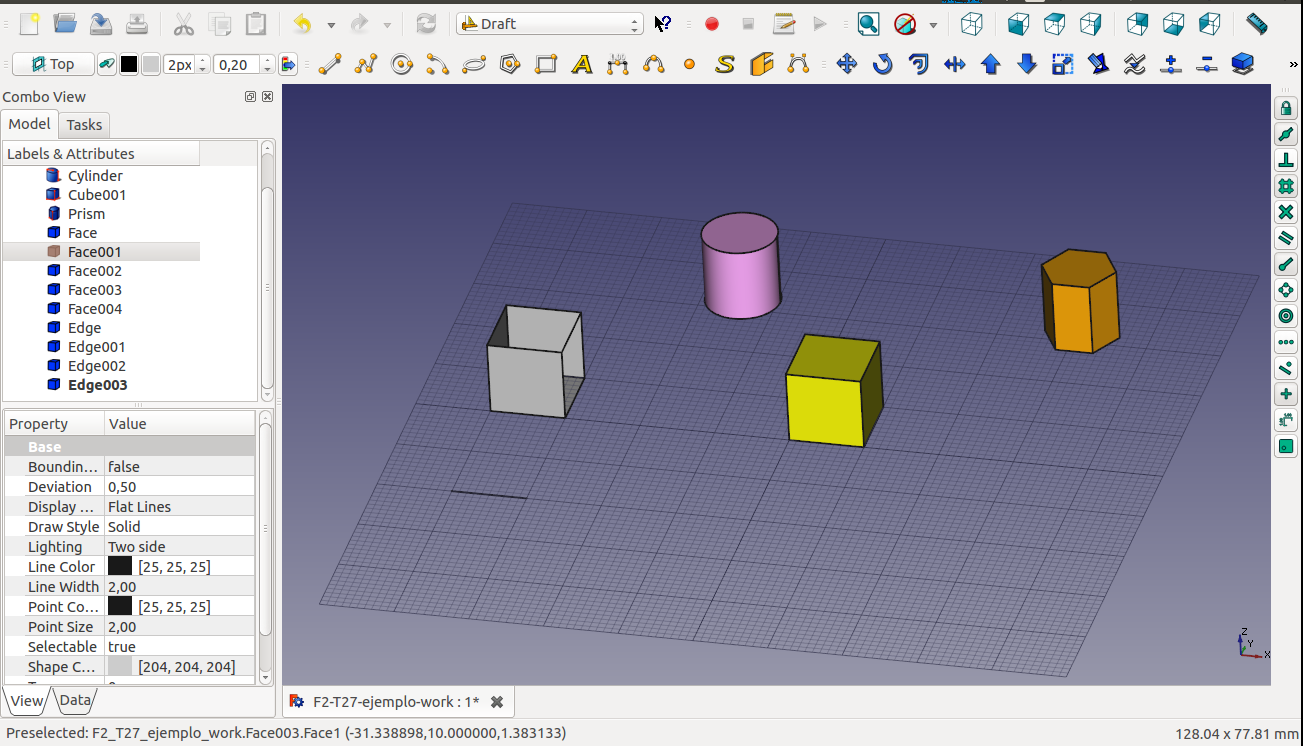 Draft
Top
2px
0,20
A
S
»
Combo View
Model Tasks
Labels & Attributes
Cylinder
Cube001
Prism
Face
Face001
Face002
Face003
Face004
Edge
Edge001
Edge002
Edge003
Property Value
Base
Boundin... false
Deviation 0,50
Display ... Flat Lines
Draw Style Solid
Lighting Two side
Line Color [25, 25, 25]
Line Width 2,00
Point Co... [25, 25, 25]
Point Size 2,00
Selectable true
Shape C... [204, 204, 204]
View Data
Z
Y
X
F2-T27-ejemplo-work : 1*
Preselected: F2_T27_ejemplo_work.Face003.Face1 (-31.338898,10.000000,1.383133)
128.04 x 77.81 mm